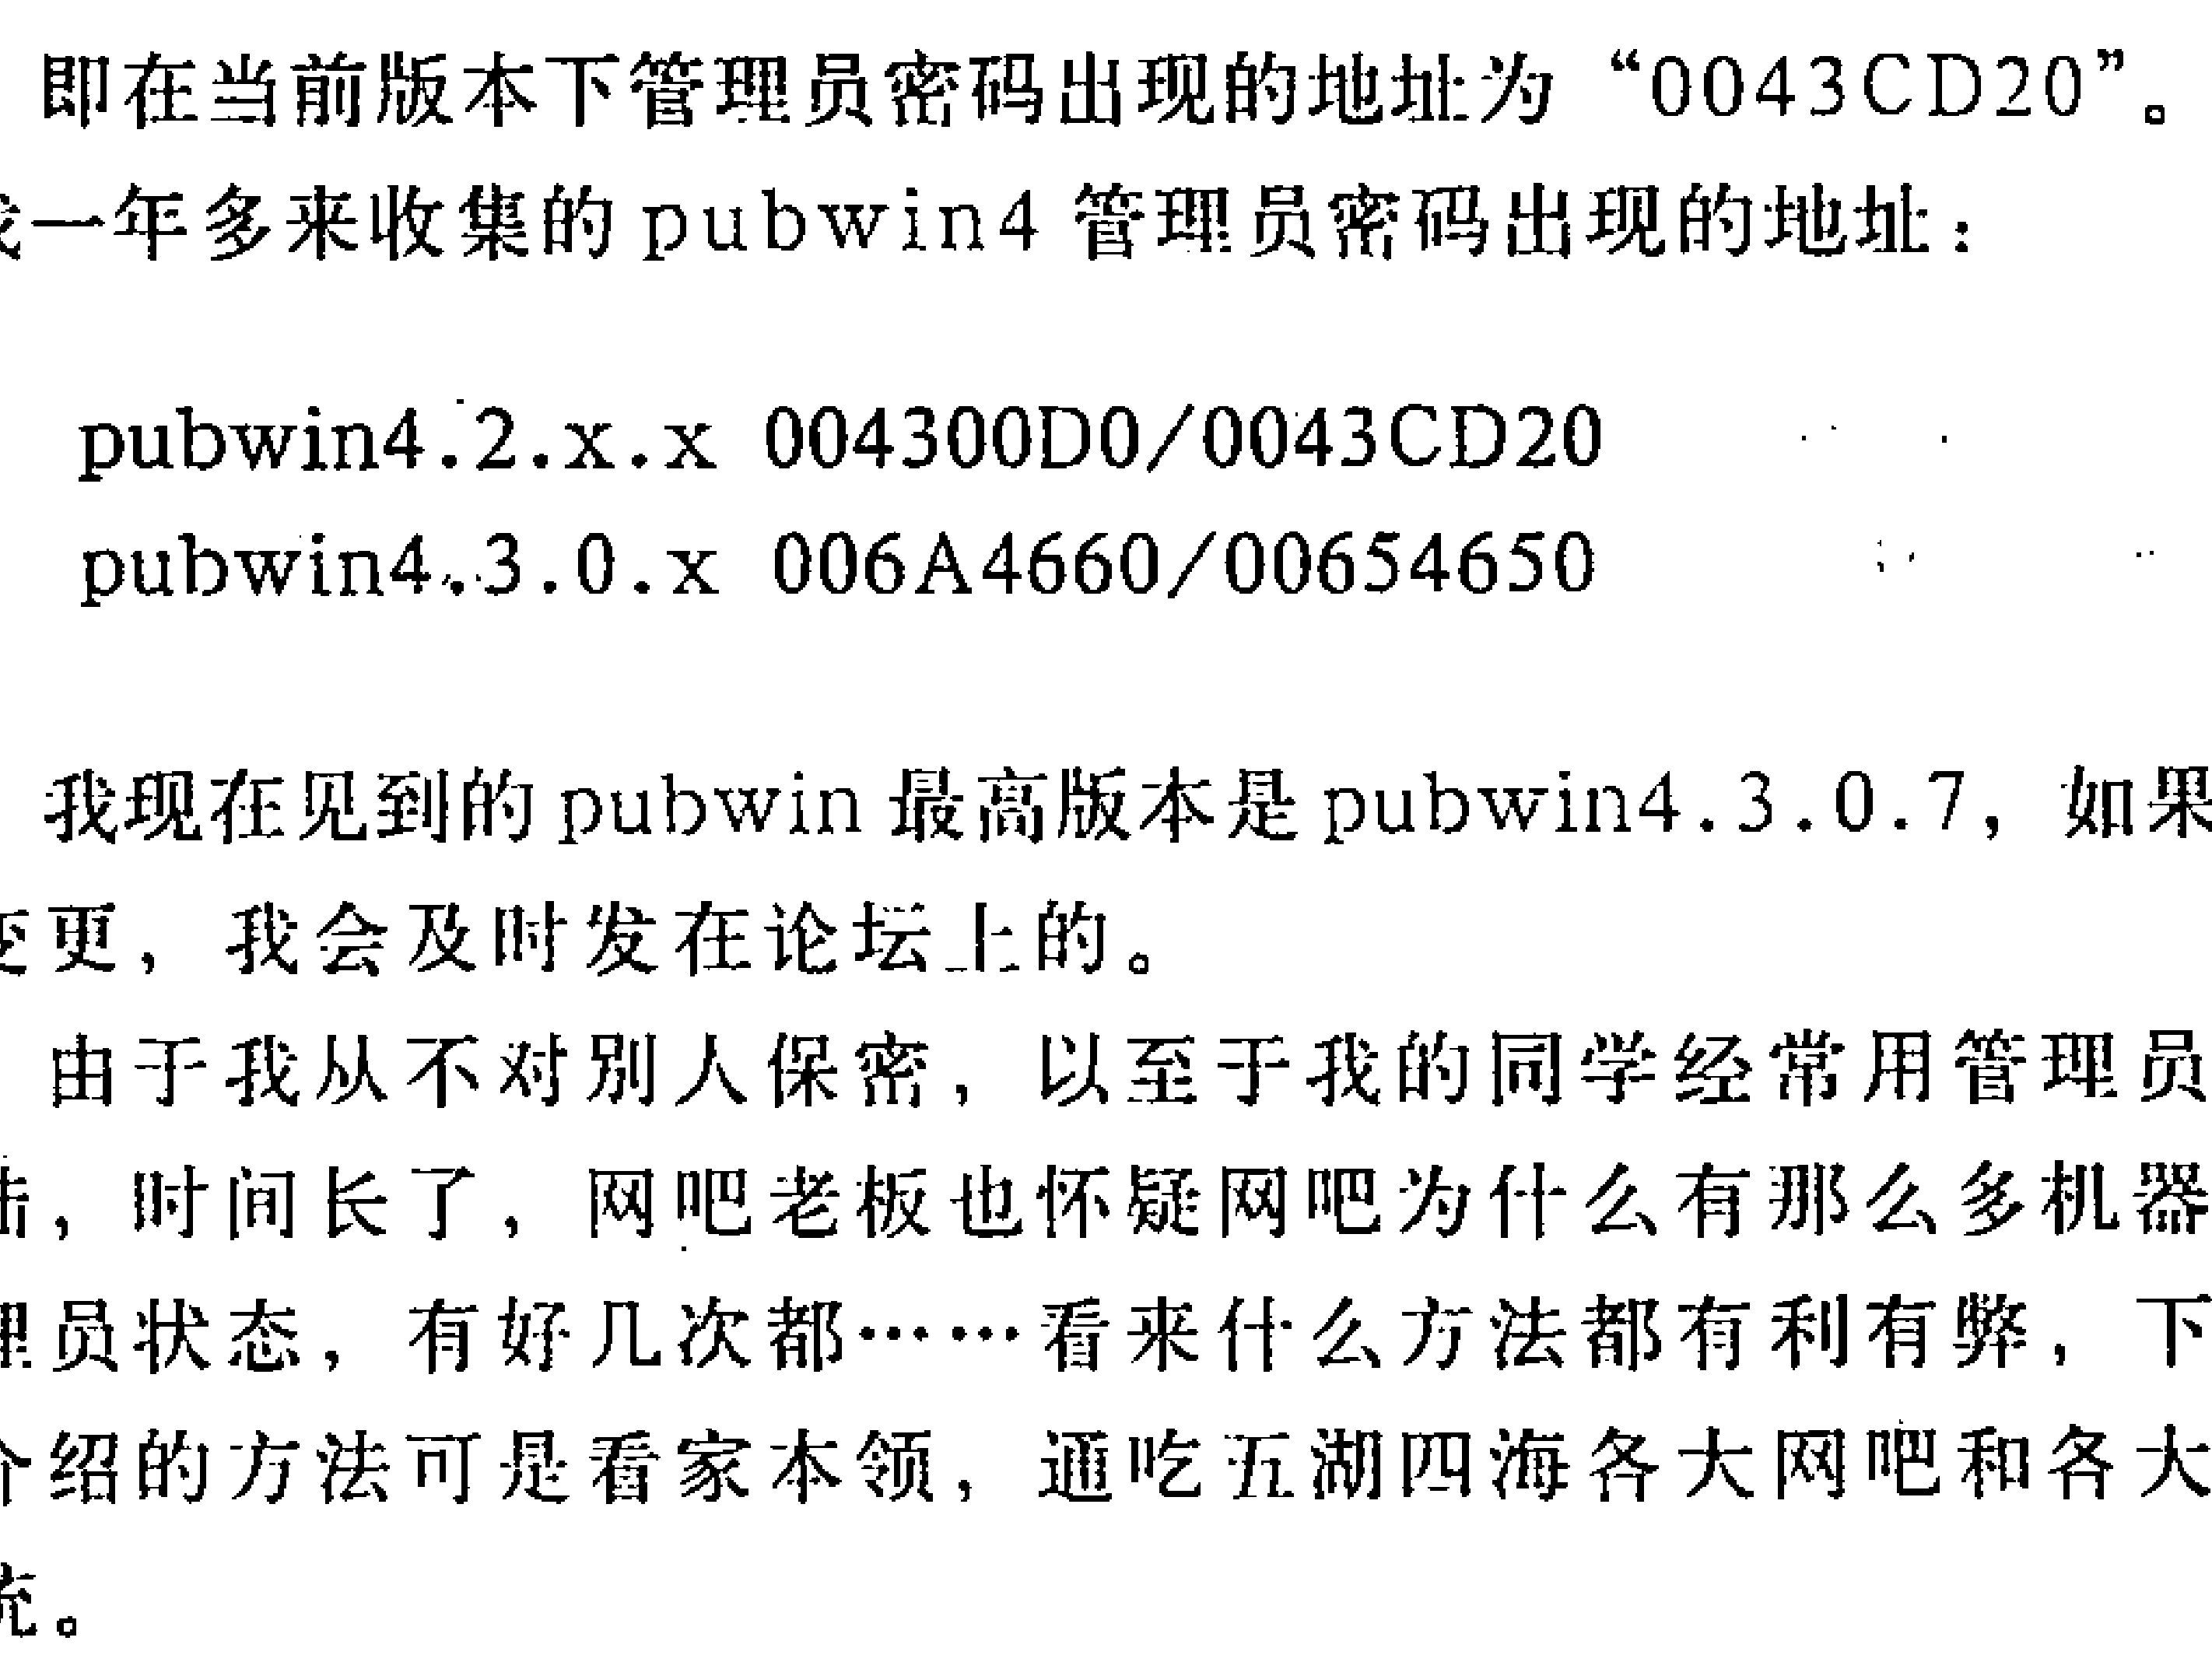 即在当前版本下管理员密码出现的地址为“0043CD20”。
一年多来收集的pubwin4管理员密码出现的地址：
pubwin4.2.x.x 004300D0/0043CD20
pubwin4.3.0.x 006A4660/00654650
我现在见到的pubwin最高版本是pubwin4.3.0.7，如果
变更，我会及时发在论坛上的。
由于我从不对别人保密，以至于我的同学经常用管理员
，时间长了，网吧老板也怀疑网吧为什么有那么多机器
理员状态，有好几次都……看来什么方法都有利有弊，下
介绍的方法可是看家本领，通吃五湖四海各大网吧和各大
统。